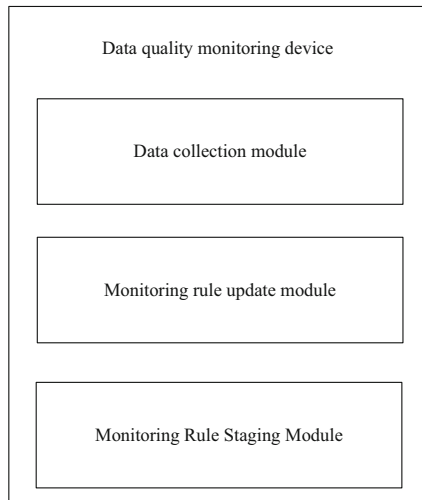 Data quality monitoring device
Data collection module
Monitoring rule update module
Monitoring Rule Staging Module